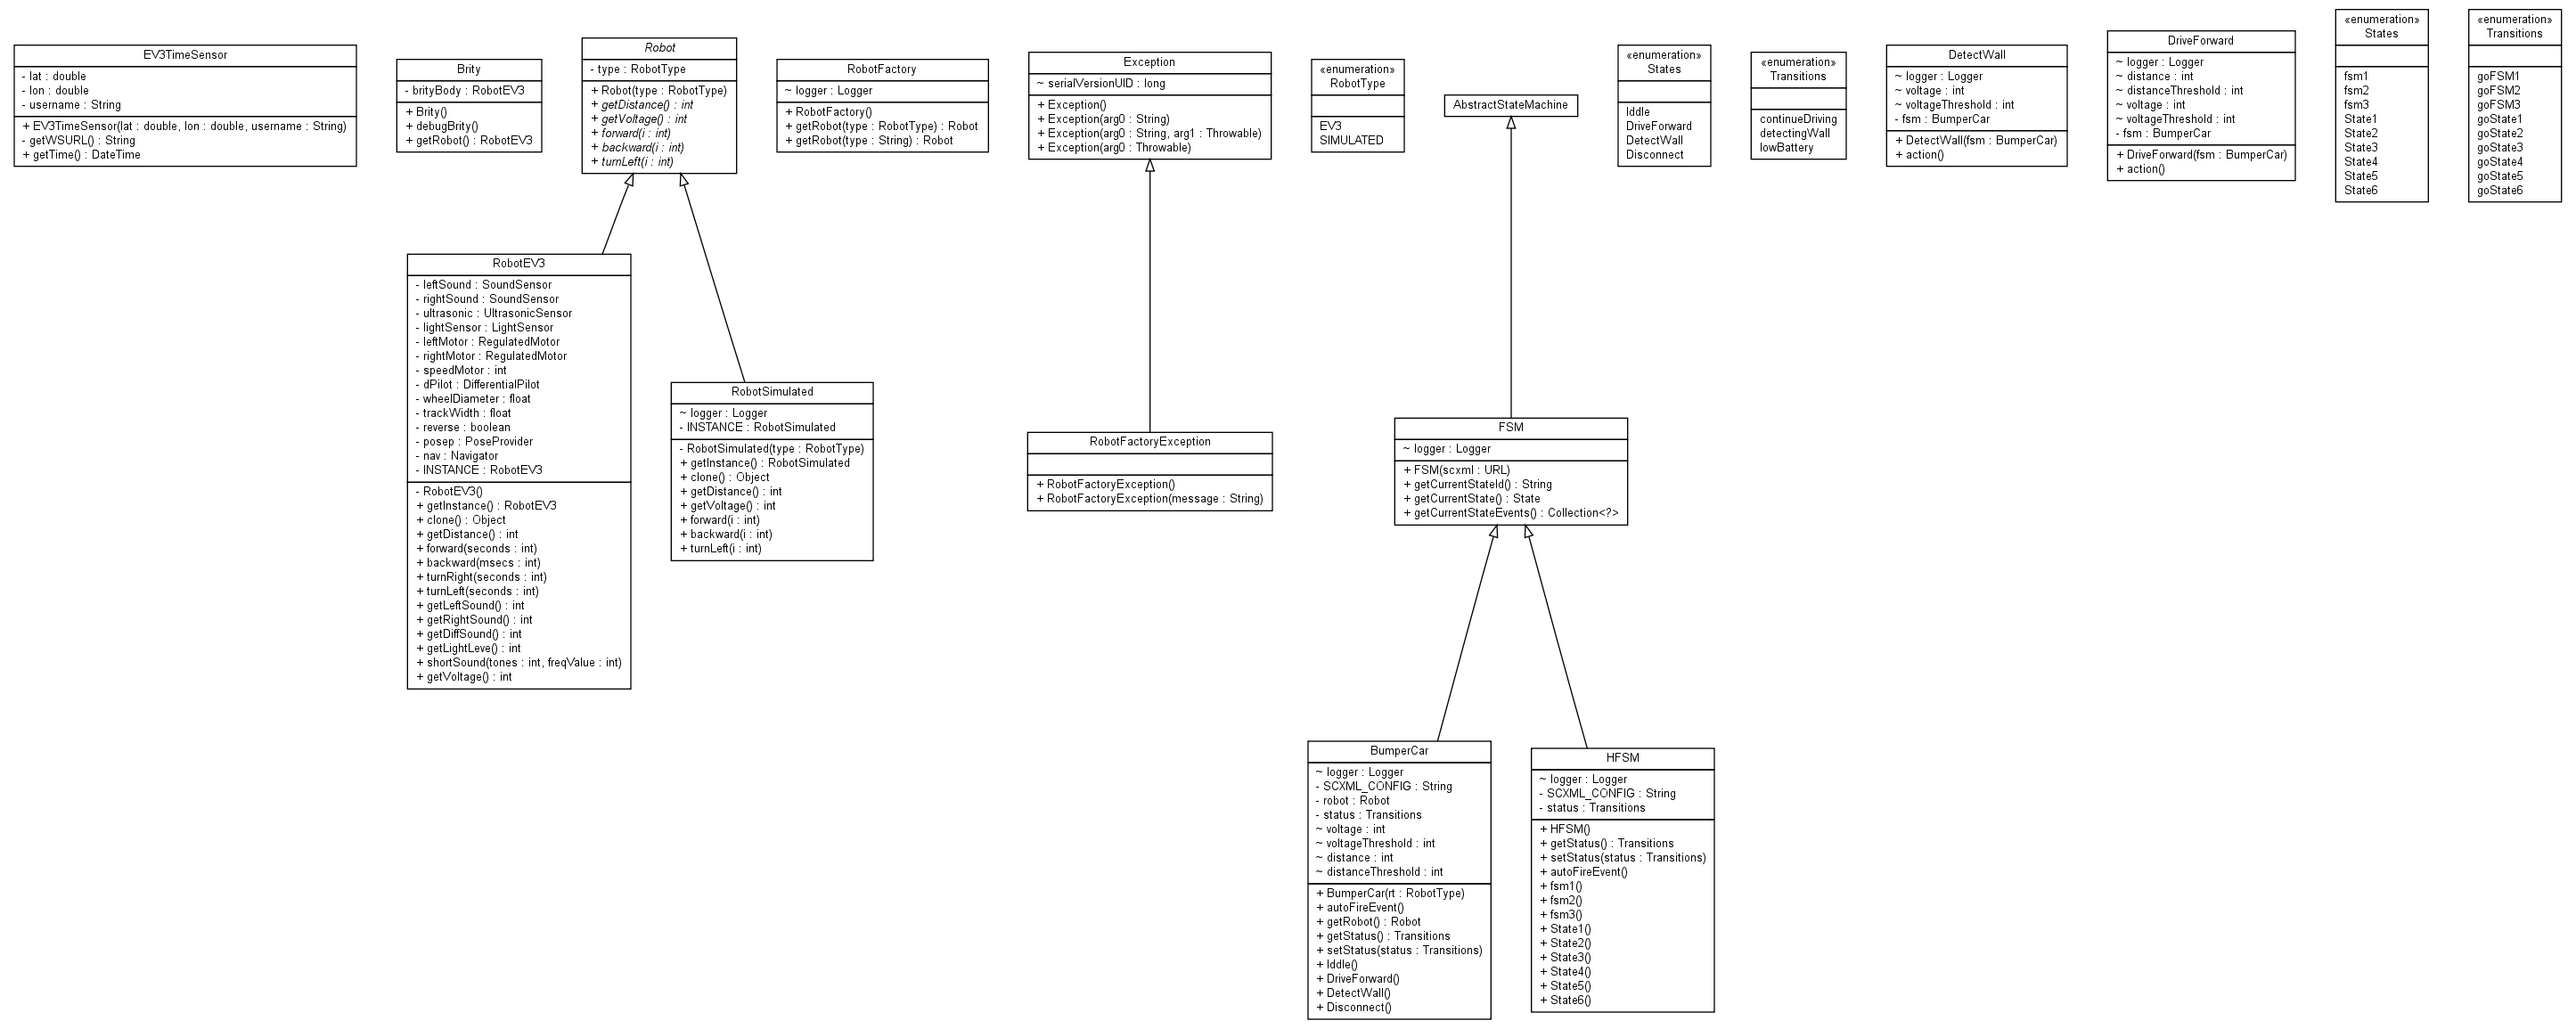 EV3TimeSensor
- lat : double
- lon : double
- username : String
+ EV3TimeSensor(lat : double, lon : double, username : String)
- getWSURL() : String
+ getTime() : DateTime
Brity
- brityBody : RobotEV3
+ Brity()
+ debugBrity()
+ getRobot() : RobotEV3
Robot
- type : RobotType
+ Robot(type : RobotType)
+ getDistance() : int
+ getVoltage() : int
+ forward(i : int)
+ backward(i : int)
+ turnLeft(i : int)
RobotFactory
~ logger : Logger
+ RobotFactory()
+ getRobot(type : RobotType) : Robot
+ getRobot(type : String) : Robot
Exception
~ serialVersionUID : long
+ Exception()
+ Exception(arg0 : String)
+ Exception(arg0 : String, arg1 : Throwable)
+ Exception(arg0 : Throwable)
«enumeration»
RobotType
EV3
SIMULATED
AbstractStateMachine
«enumeration»
States
Iddle
DriveForward
DetectWall
Disconnect
«enumeration»
Transitions
continueDriving
detectingWall
lowBattery
DetectWall
~ logger : Logger
~ voltage : int
~ voltageThreshold : int
- fsm : BumperCar
+ DetectWall(fsm : BumperCar)
+ action()
DriveForward
~ logger : Logger
~ distance : int
~ distanceThreshold : int
~ voltage : int
~ voltageThreshold : int
- fsm : BumperCar
+ DriveForward(fsm : BumperCar)
+ action()
«enumeration»
States
fsm1
fsm2
fsm3
State1
State2
State3
State4
State5
State6
«enumeration»
Transitions
goFSM1
goFSM2
goFSM3
goState1
goState2
goState3
goState4
goState5
goState6
RobotEV3
- leftSound : SoundSensor
- rightSound : SoundSensor
- ultrasonic : UltrasonicSensor
- lightSensor : LightSensor
- leftMotor : RegulatedMotor
- rightMotor : RegulatedMotor
- speedMotor : int
- dPilot : DifferentialPilot
- wheelDiameter : float
- trackWidth : float
- reverse : boolean
- posep : PoseProvider
- nav : Navigator
- INSTANCE : RobotEV3
- RobotEV3()
+ getInstance() : RobotEV3
+ clone() : Object
+ getDistance() : int
+ forward(seconds : int)
+ backward(msecs : int)
+ turnRight(seconds : int)
+ turnLeft(seconds : int)
+ getLeftSound() : int
+ getRightSound() : int
+ getDiffSound() : int
+ getLightLeve() : int
+ shortSound(tones : int, freqValue : int)
+ getVoltage() : int
RobotSimulated
~ logger : Logger
- INSTANCE : RobotSimulated
- RobotSimulated(type : RobotType)
+ getInstance() : RobotSimulated
+ clone() : Object
+ getDistance() : int
+ getVoltage() : int
+ forward(i : int)
+ backward(i : int)
+ turnLeft(i : int)
RobotFactoryException
+ RobotFactoryException()
+ RobotFactoryException(message : String)
FSM
~ logger : Logger
+ FSM(scxml : URL)
+ getCurrentStateId() : String
+ getCurrentState() : State
+ getCurrentStateEvents() : Collection<?>
BumperCar
~ logger : Logger
- SCXML_CONFIG : String
- robot : Robot
- status : Transitions
~ voltage : int
~ voltageThreshold : int
~ distance : int
~ distanceThreshold : int
+ BumperCar(rt : RobotType)
+ autoFireEvent()
+ getRobot() : Robot
+ getStatus() : Transitions
+ setStatus(status : Transitions)
+ Iddle()
+ DriveForward()
+ DetectWall()
+ Disconnect()
HFSM
~ logger : Logger
- SCXML_CONFIG : String
- status : Transitions
+ HFSM()
+ getStatus() : Transitions
+ setStatus(status : Transitions)
+ autoFireEvent()
+ fsm1()
+ fsm2()
+ fsm3()
+ State1()
+ State2()
+ State3()
+ State4()
+ State5()
+ State6()